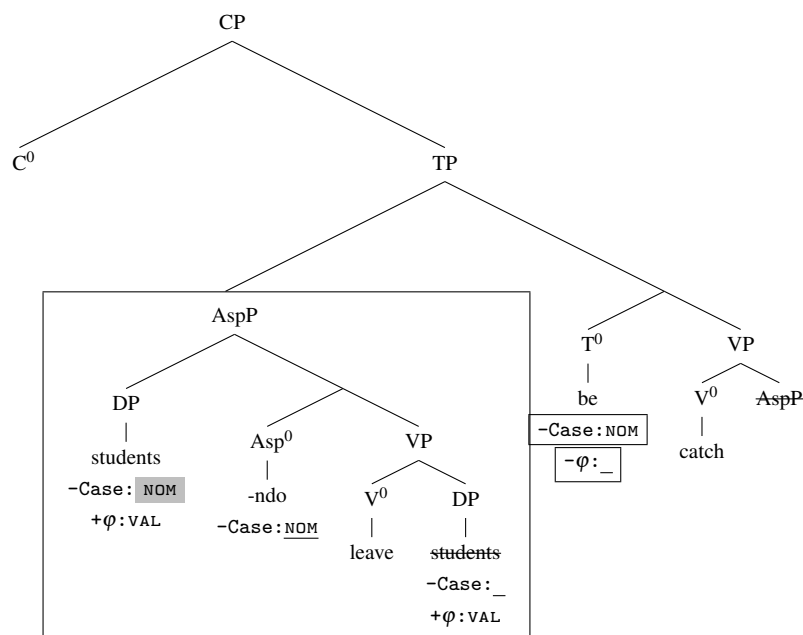 CP
C⁰ TP
AspP T⁰ VP
DP be V⁰ AspP
students Asp⁰ VP -Case:NOM catch
-Case: NOM -ndo V⁰ DP -φ:_
+φ:VAL -Case:NOM leave students
-Case:_
+φ:VAL